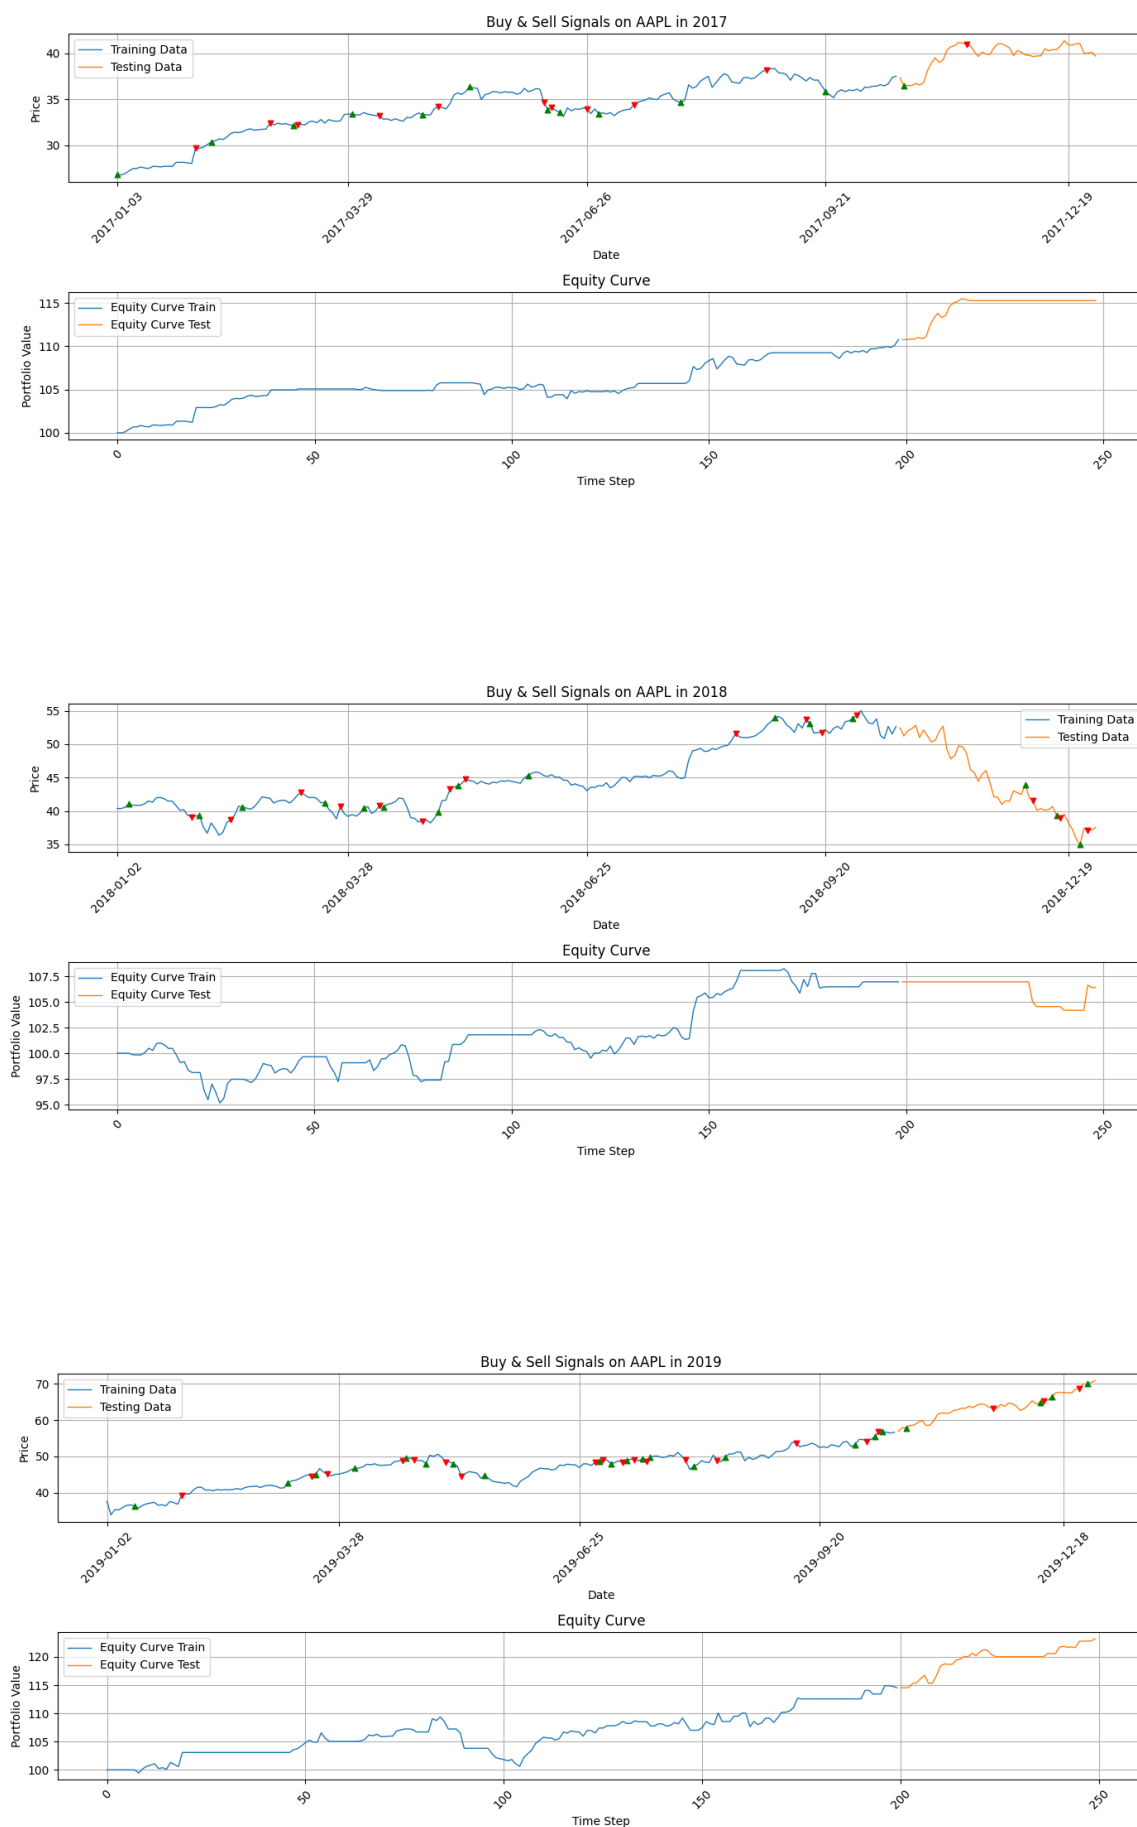 Buy & Sell Signals on AAPL in 2017
Training Data
Testing Data
40
35
30
Price
2017-01-03
2017-03-29
2017-06-26
2017-09-21
2017-12-19
Date
Equity Curve
Equity Curve Train
Equity Curve Test
115
110
105
100
Portfolio Value
0
50
100
150
200
250
Time Step
Buy & Sell Signals on AAPL in 2018
Training Data
Testing Data
55
50
45
40
35
Price
2018-01-02
2018-03-28
2018-06-25
2018-09-20
2018-12-19
Date
Equity Curve
Equity Curve Train
Equity Curve Test
107.5
105.0
102.5
100.0
97.5
95.0
Portfolio Value
0
50
100
150
200
250
Time Step
Buy & Sell Signals on AAPL in 2019
Training Data
Testing Data
70
60
50
40
Price
2019-01-02
2019-03-28
2019-06-25
2019-09-20
2019-12-18
Date
Equity Curve
Equity Curve Train
Equity Curve Test
120
115
110
105
100
Portfolio Value
0
50
100
150
200
250
Time Step